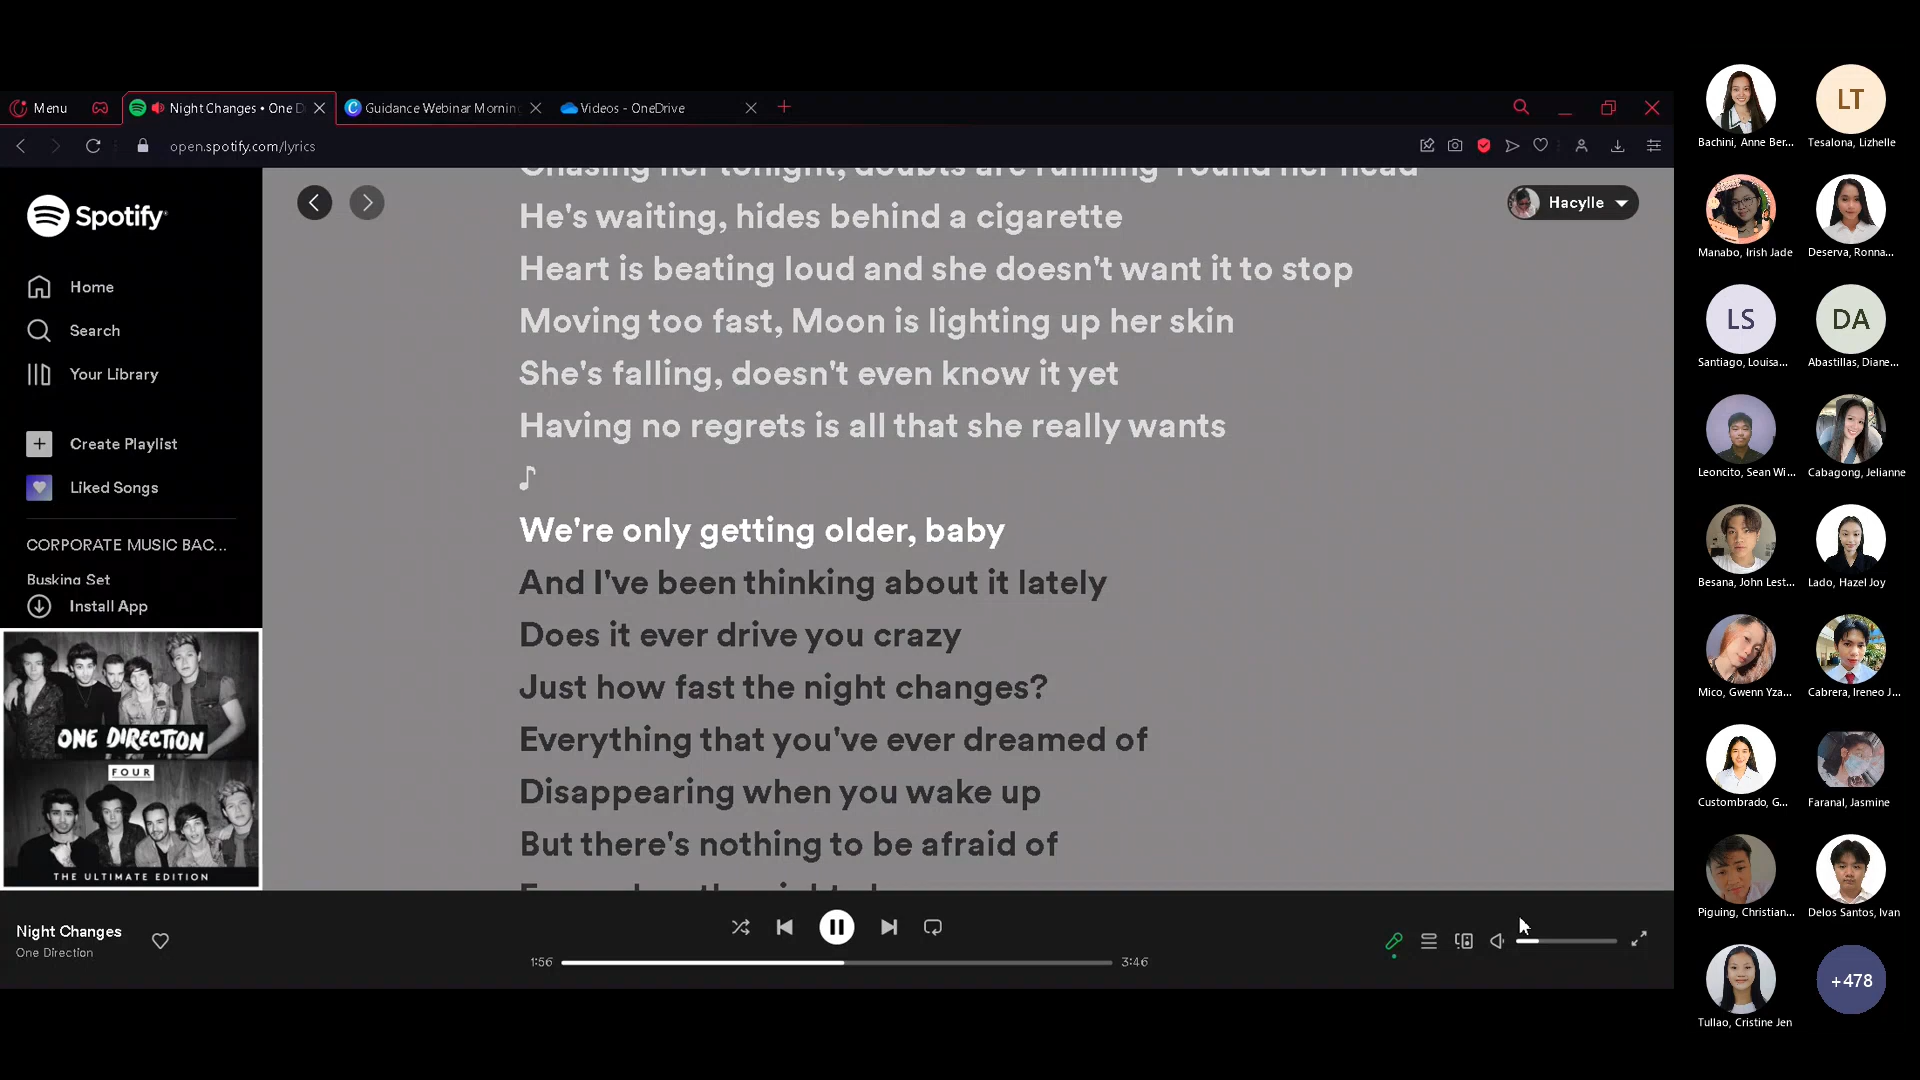 Menu
Night Changes • One D
Guidance Webinar Mornin
Videos - OneDrive
open.spotify.com/lyrics
Spotify
Home
Search
Your Library
Create Playlist
Liked Songs
CORPORATE MUSIC BAC...
Busking Set
Install App
ONE DIRECTION
FOUR
THE ULTIMATE EDITION
Hacylle
Chasing her tonight, doubts are running 'round her head
He's waiting, hides behind a cigarette
Heart is beating loud and she doesn't want it to stop
Moving too fast, Moon is lighting up her skin
She's falling, doesn't even know it yet
Having no regrets is all that she really wants
♪
We're only getting older, baby
And I've been thinking about it lately
Does it ever drive you crazy
Just how fast the night changes?
Everything that you've ever dreamed of
Disappearing when you wake up
But there's nothing to be afraid of
Night Changes
One Direction
1:56
3:46
Bachini, Anne Ber...
LT
Tesalona, Lizhelle
Manabo, Irish Jade
Deserva, Ronna...
LS
Santiago, Louisa...
DA
Abastillas, Diane...
Leoncito, Sean Wi...
Cabagong, Jelianne
Besana, John Lest...
Lado, Hazel Joy
Mico, Gwenn Yza...
Cabrera, Ireneo J...
Custombrado, G...
Faranal, Jasmine
Piguing, Christian...
Delos Santos, Ivan
Tullao, Cristine Jen
+478